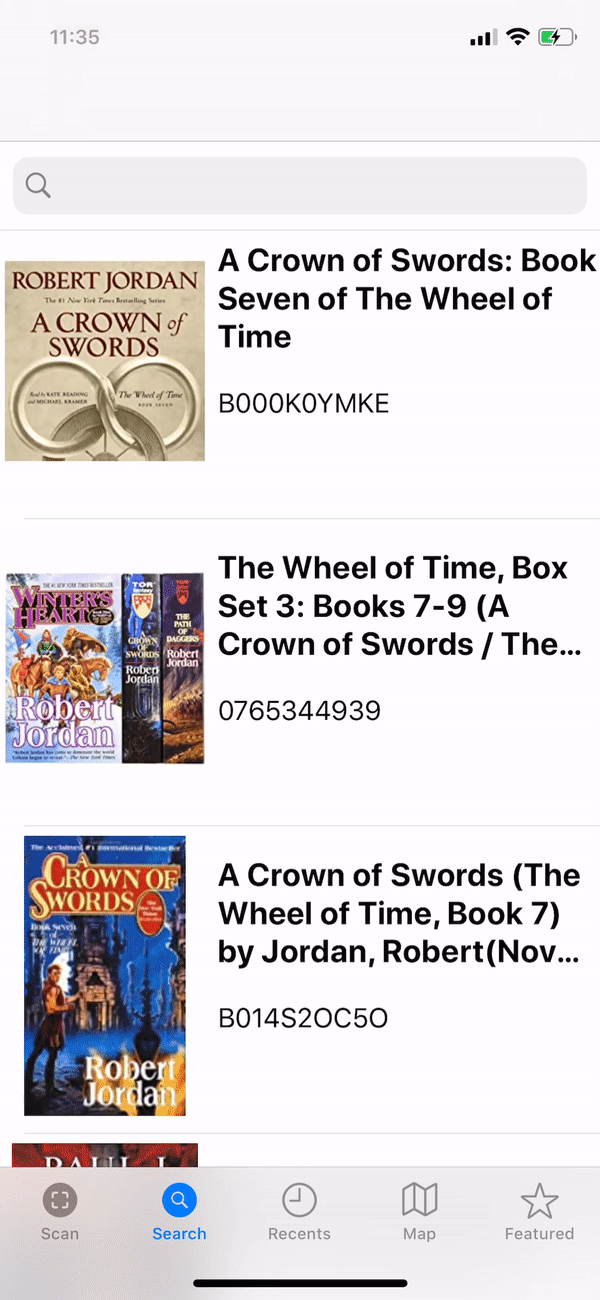 11:35
ROBERT JORDAN
The #1 New York Times Bestselling Series
A CROWN of
SWORDS
Read by KATE READING
and MICHAEL KRAMER
The Wheel of Time
BOOK SEVEN
A Crown of Swords: Book
Seven of The Wheel of
Time
B000K0YMKE
THE #1 NEW YORK TIMES BESTSELLER
WINTER'S
HEART
Robert
Jordan
TOR
fantasy
A
CROWN
OF
SWORDS
Robert
Jordan
THE
PATH
OF
DAGGERS
Robert
Jordan
The Wheel of Time, Box
Set 3: Books 7-9 (A
Crown of Swords / The...
0765344939
The Acclaimed #1 International Bestseller
A
CROWN OF
SWORDS
Book Seven
of
THE WHEEL
OF TIME
Robert
Jordan
A Crown of Swords (The
Wheel of Time, Book 7)
by Jordan, Robert(Nov...
B014S2OC5O
PAUL J.
Scan
Search
Recents
Map
Featured